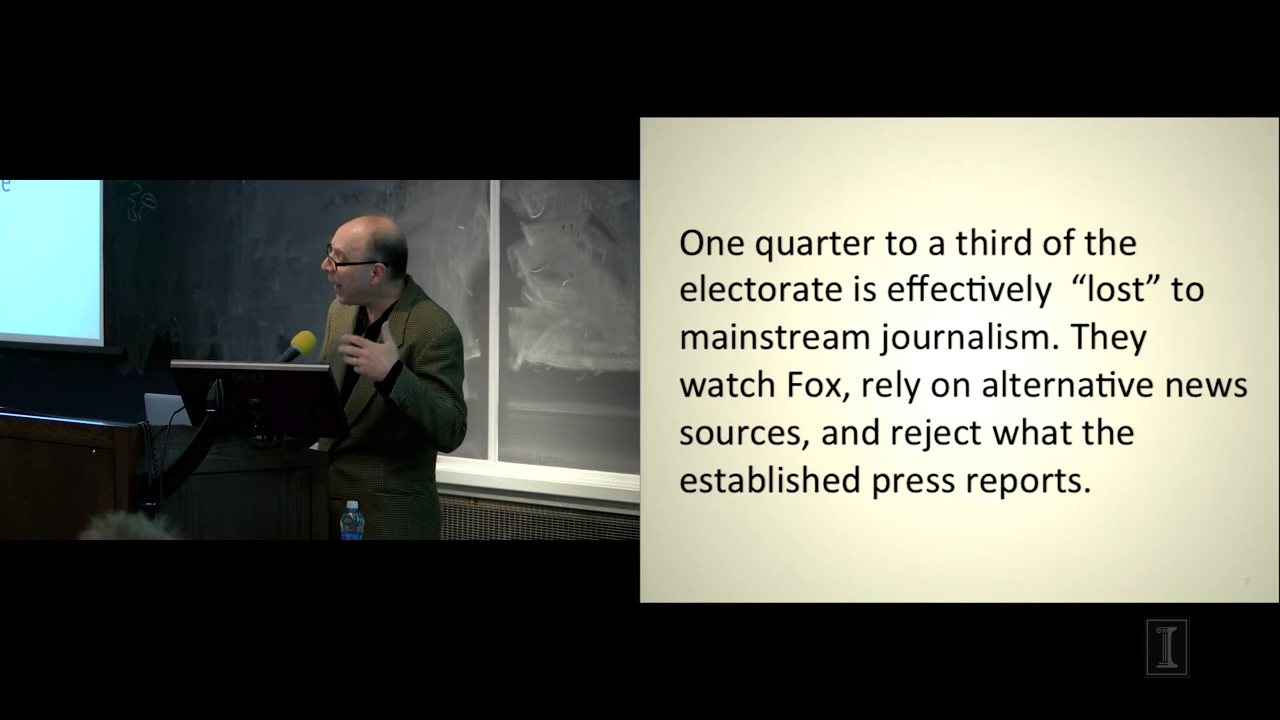 One quarter to a third of the
electorate is effectively “lost” to
mainstream journalism. They
watch Fox, rely on alternative news
sources, and reject what the
established press reports.
7